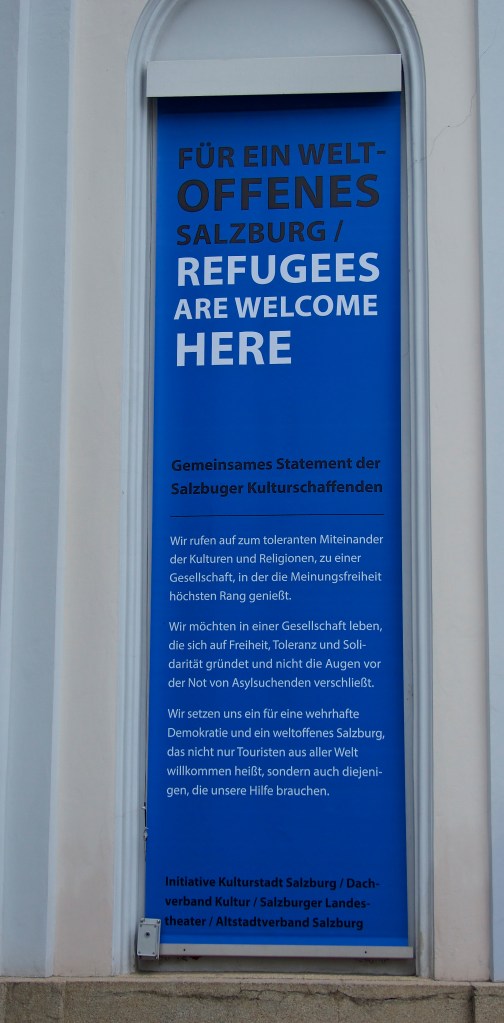 FÜR EIN WELT-
OFFENES
SALZBURG /
REFUGEES
ARE WELCOME
HERE
Gemeinsames Statement der
Salzbuger Kulturschaffenden
Wir rufen auf zum toleranten Miteinander
der Kulturen und Religionen, zu einer
Gesellschaft, in der die Meinungsfreiheit
höchsten Rang genießt.
Wir möchten in einer Gesellschaft leben,
die sich auf Freiheit, Toleranz und Soli-
darität gründet und nicht die Augen vor
der Not von Asylsuchenden verschließt.
Wir setzen uns ein für eine wehrhafte
Demokratie und ein weltoffenes Salzburg,
das nicht nur Touristen aus aller Welt
willkommen heißt, sondern auch diejeni-
gen, die unsere Hilfe brauchen.
Initiative Kulturstadt Salzburg / Dach-
verband Kultur / Salzburger Landes-
theater / Altstadtverband Salzburg